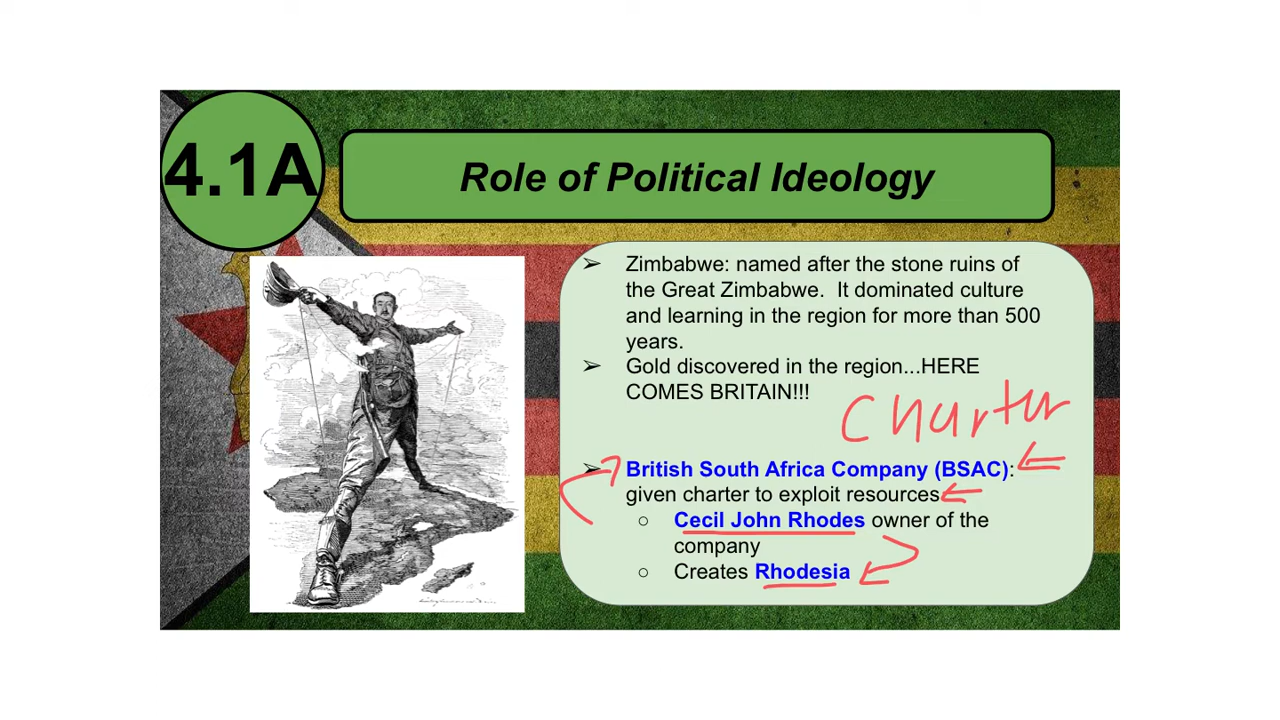 4.1A
Role of Political Ideology
➢ Zimbabwe: named after the stone ruins of
the Great Zimbabwe.  It dominated culture
and learning in the region for more than 500
years.
➢ Gold discovered in the region...HERE
COMES BRITAIN!!!
Charter
➢ British South Africa Company (BSAC):
given charter to exploit resources
○ Cecil John Rhodes owner of the
company
○ Creates Rhodesia